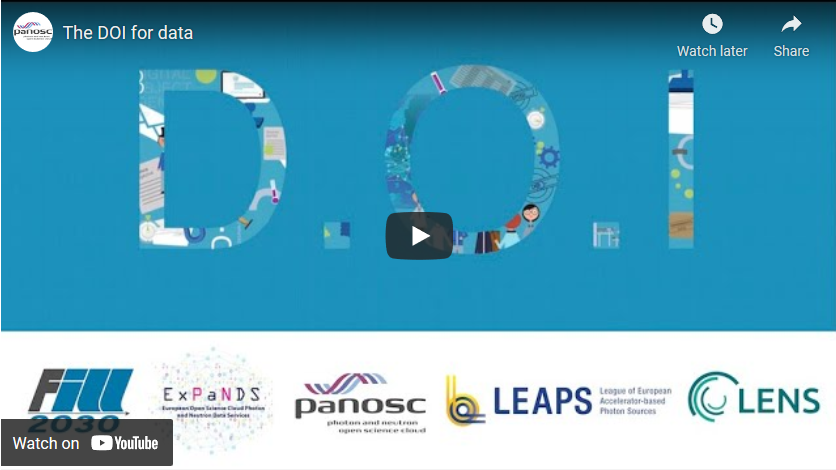 The DOI for data
Watch later
Share
D.O.I
Fill
2030
ExPaNDS
European Open Science Cloud Photon
and Neutron Data Services
panosc
photon and neutron
open science cloud
LEAPS
League of European
Accelerator-based
Photon Sources
LENS
Watch on YouTube